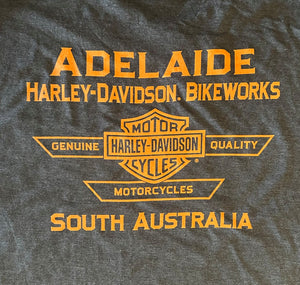 ADELAIDE
HARLEY-DAVIDSON. BIKEWORKS
MOTOR
GENUINE HARLEY-DAVIDSON QUALITY
CYCLES
MOTORCYCLES
SOUTH AUSTRALIA